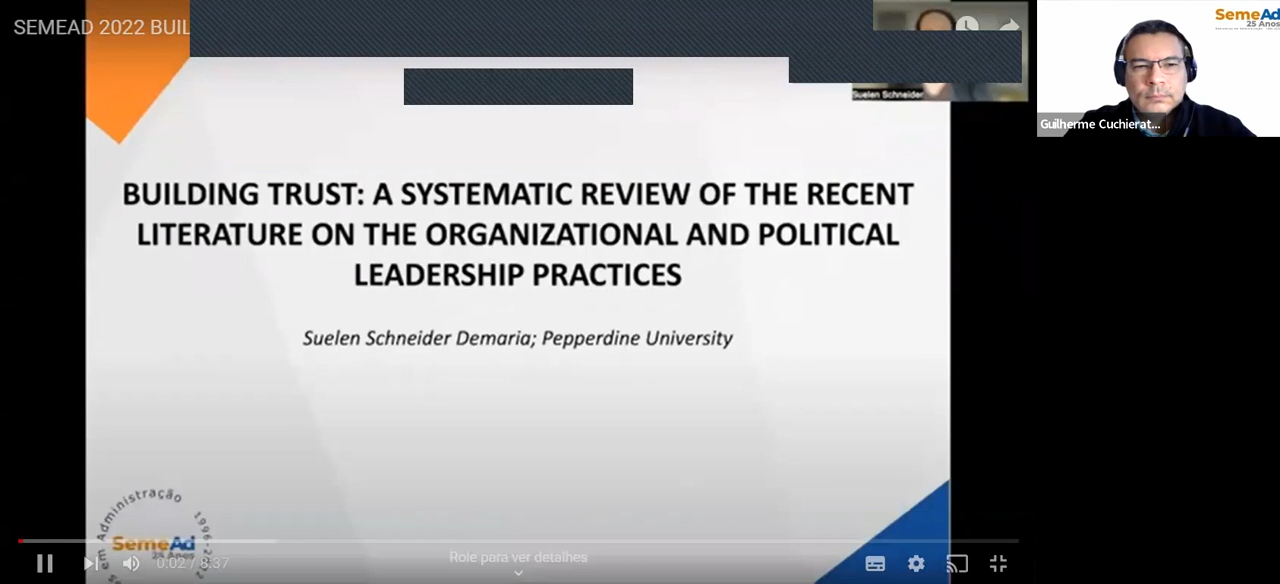 SEMEAD 2022 BUIL
SemeAd
25 Anos
Suelen Schneider
Guilherme Cuchierat...
BUILDING TRUST: A SYSTEMATIC REVIEW OF THE RECENT
LITERATURE ON THE ORGANIZATIONAL AND POLITICAL
LEADERSHIP PRACTICES
Suelen Schneider Demaria; Pepperdine University
em Administração 1996-202
SemeAd
25 Anos
0:02 / 8:37
Role para ver detalhes